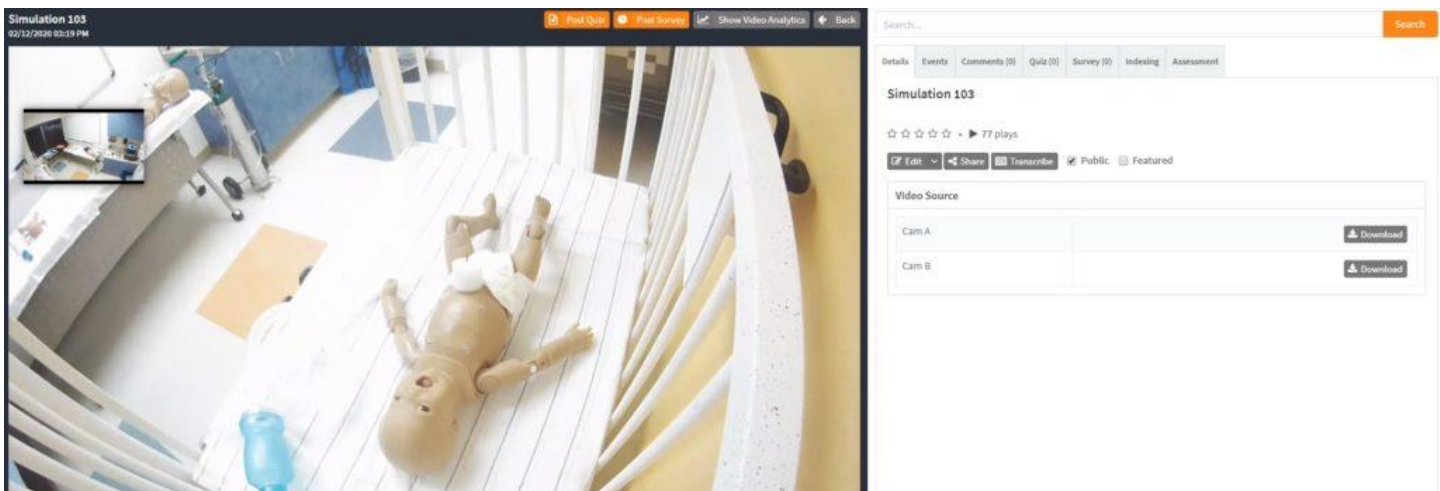 Simulation 103
02/12/2020 03:19 PM
Post Quiz Post Survey Show Video Analytics Back
Search... Search
Details Events Comments (0) Quiz (0) Survey (0) Indexing Assessment
Simulation 103
77 plays
Edit Share Transcribe Public Featured
Video Source
Cam A Download
Cam B Download